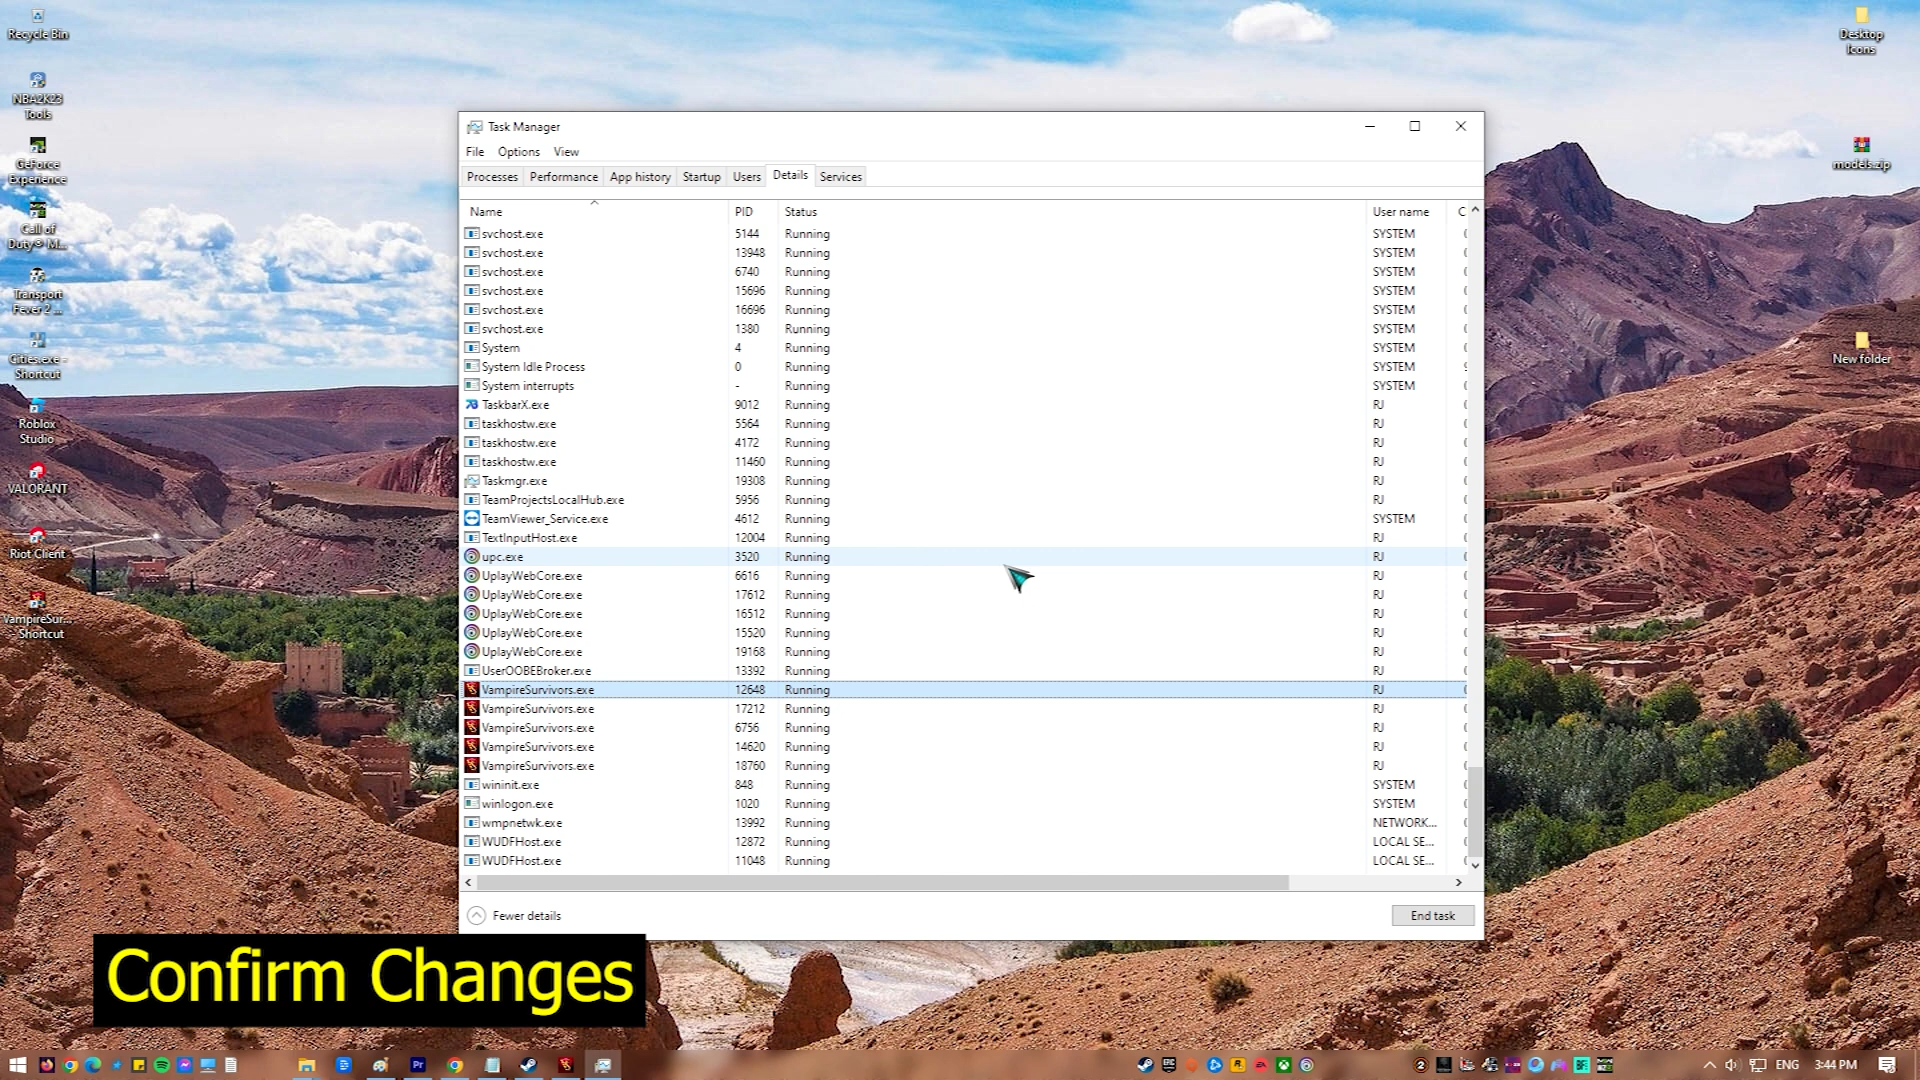 Recycle Bin
NBA2K23
Tools
GeForce
Experience
Call of
Duty® M...
Transport
Fever 2 ...
Cities.exe -
Shortcut
Roblox
Studio
VALORANT
Riot Client
VampireSur...
- Shortcut
Desktop
Icons
models.zip
New folder
Task Manager
File Options View
Processes Performance App history Startup Users Details Services
Name PID Status User name C
svchost.exe 5144 Running SYSTEM
svchost.exe 13948 Running SYSTEM
svchost.exe 6740 Running SYSTEM
svchost.exe 15696 Running SYSTEM
svchost.exe 16696 Running SYSTEM
svchost.exe 1380 Running SYSTEM
System 4 Running SYSTEM
System Idle Process 0 Running SYSTEM
System interrupts - Running SYSTEM
TaskbarX.exe 9012 Running RJ
taskhostw.exe 5564 Running RJ
taskhostw.exe 4172 Running RJ
taskhostw.exe 11460 Running RJ
Taskmgr.exe 19308 Running RJ
TeamProjectsLocalHub.exe 5956 Running RJ
TeamViewer_Service.exe 4612 Running SYSTEM
TextInputHost.exe 12004 Running RJ
upc.exe 3520 Running RJ
UplayWebCore.exe 6616 Running RJ
UplayWebCore.exe 17612 Running RJ
UplayWebCore.exe 16512 Running RJ
UplayWebCore.exe 15520 Running RJ
UplayWebCore.exe 19168 Running RJ
UserOOBEBroker.exe 13392 Running RJ
VampireSurvivors.exe 12648 Running RJ
VampireSurvivors.exe 17212 Running RJ
VampireSurvivors.exe 6756 Running RJ
VampireSurvivors.exe 14620 Running RJ
VampireSurvivors.exe 18760 Running RJ
wininit.exe 848 Running SYSTEM
winlogon.exe 1020 Running SYSTEM
wmpnetwk.exe 13992 Running NETWORK...
WUDFHost.exe 12872 Running LOCAL SE...
WUDFHost.exe 11048 Running LOCAL SE...
Fewer details End task
Confirm Changes
ENG 3:44 PM